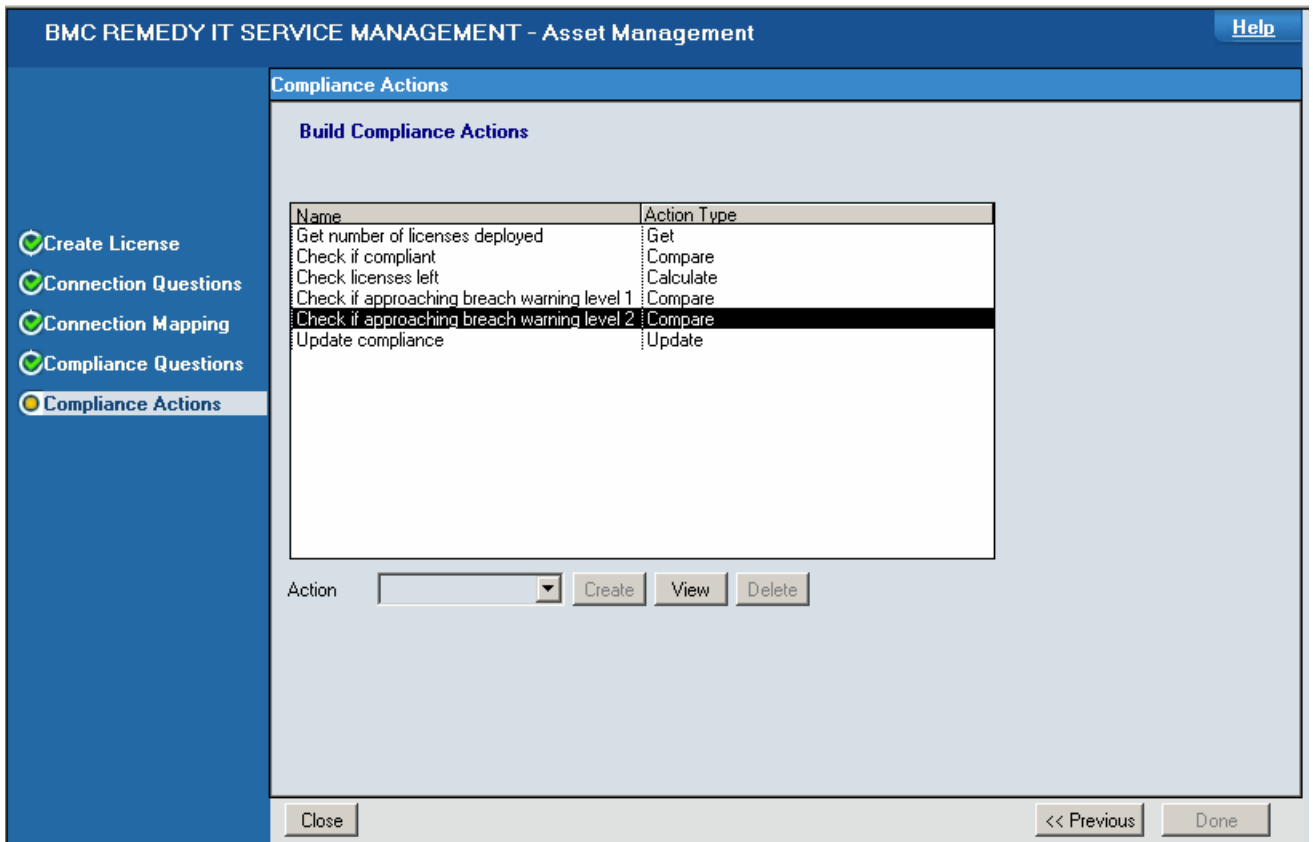 BMC REMEDY IT SERVICE MANAGEMENT - Asset Management
Help
Create License
Connection Questions
Connection Mapping
Compliance Questions
Compliance Actions
Compliance Actions
Build Compliance Actions
Name Action Type
Get number of licenses deployed Get
Check if compliant Compare
Check licenses left Calculate
Check if approaching breach warning level 1 Compare
Check if approaching breach warning level 2 Compare
Update compliance Update
Action Create View Delete
Close << Previous Done